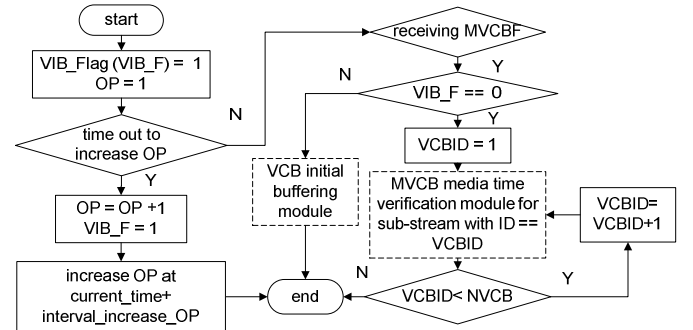 start
VIB_Flag (VIB_F) = 1
OP = 1
time out to
increase OP
N
Y
OP = OP +1
VIB_F = 1
increase OP at
current_time+
interval_increase_OP
receiving MVCBF
Y
N
VIB_F == 0
Y
VCBID = 1
VCB initial
buffering
module
MVCB media time
verification module for
sub-stream with ID ==
VCBID
VCBID=
VCBID+1
N
VCBID< NVCB
Y
end